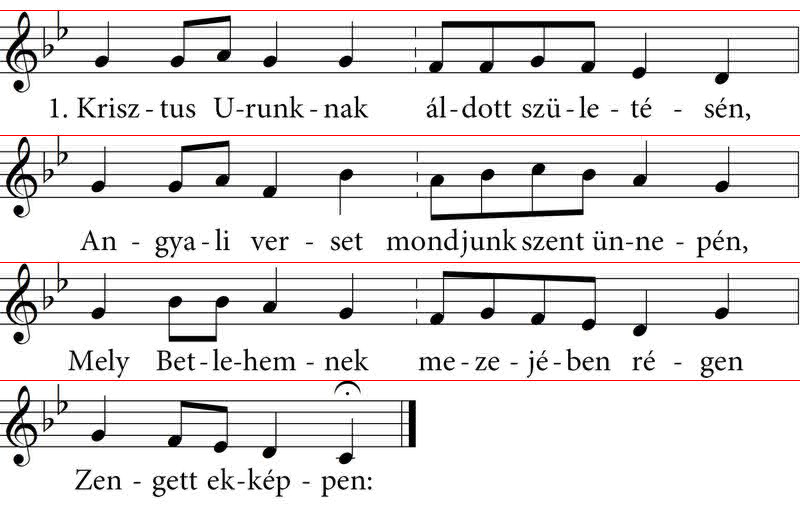 1. Krisz - tus U-runk - nak ál-dott szü-le - té - sén,
An - gya-li ver - set mondjunk szent ün-ne - pén,
Mely Bet-le-hem - nek me-ze - jé-ben ré - gen
Zen - gett ek-kép - pen: